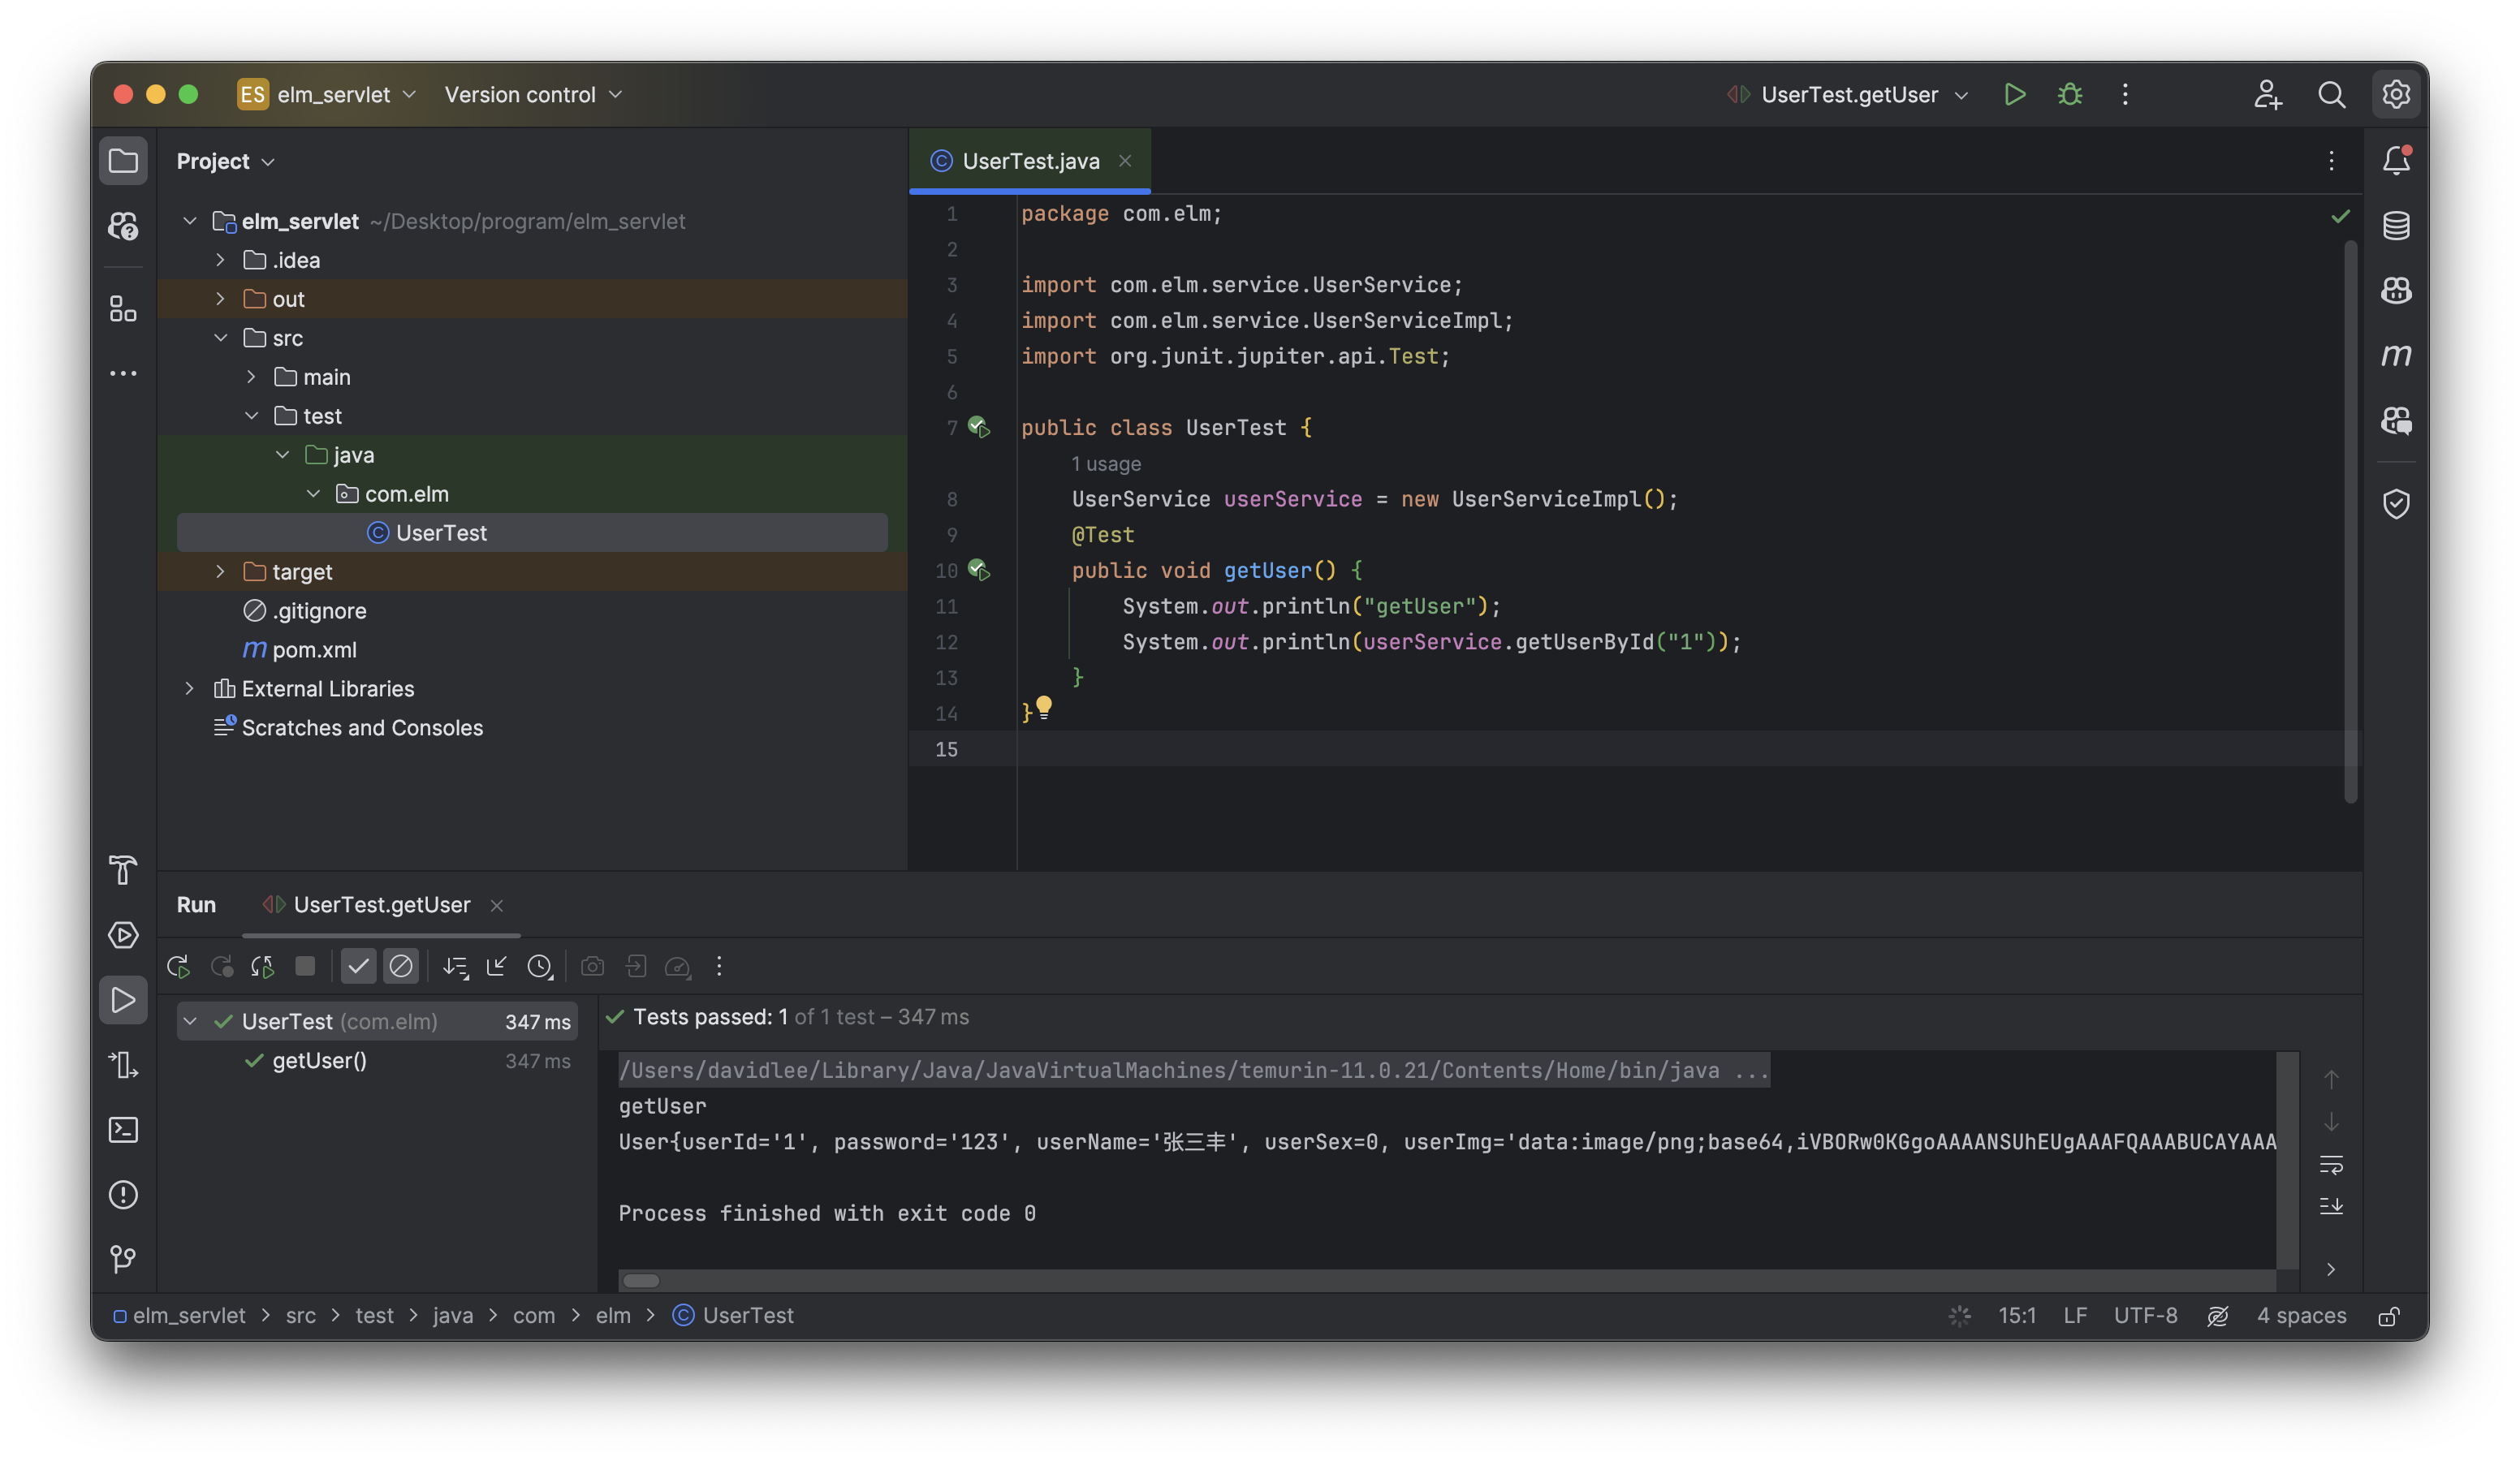 ES elm_servlet Version control UserTest.getUser
Project
elm_servlet ~/Desktop/program/elm_servlet
.idea
out
src
main
test
java
com.elm
UserTest
target
.gitignore
m pom.xml
External Libraries
Scratches and Consoles
UserTest.java
1 package com.elm;
2
3 import com.elm.service.UserService;
4 import com.elm.service.UserServiceImpl;
5 import org.junit.jupiter.api.Test;
6
7 public class UserTest {
1 usage
8 UserService userService = new UserServiceImpl();
9 @Test
10 public void getUser() {
11 System.out.println("getUser");
12 System.out.println(userService.getUserById("1"));
13 }
14 }
15
m
Run UserTest.getUser
UserTest (com.elm) 347 ms
getUser() 347 ms
Tests passed: 1 of 1 test – 347 ms
/Users/davidlee/Library/Java/JavaVirtualMachines/temurin-11.0.21/Contents/Home/bin/java ...
getUser
User{userId='1', password='123', userName='张三丰', userSex=0, userImg='data:image/png;base64,iVBORw0KGgoAAAANSUhEUgAAAFQAAABUCAYAAA
Process finished with exit code 0
elm_servlet > src > test > java > com > elm > UserTest
15:1 LF UTF-8 4 spaces